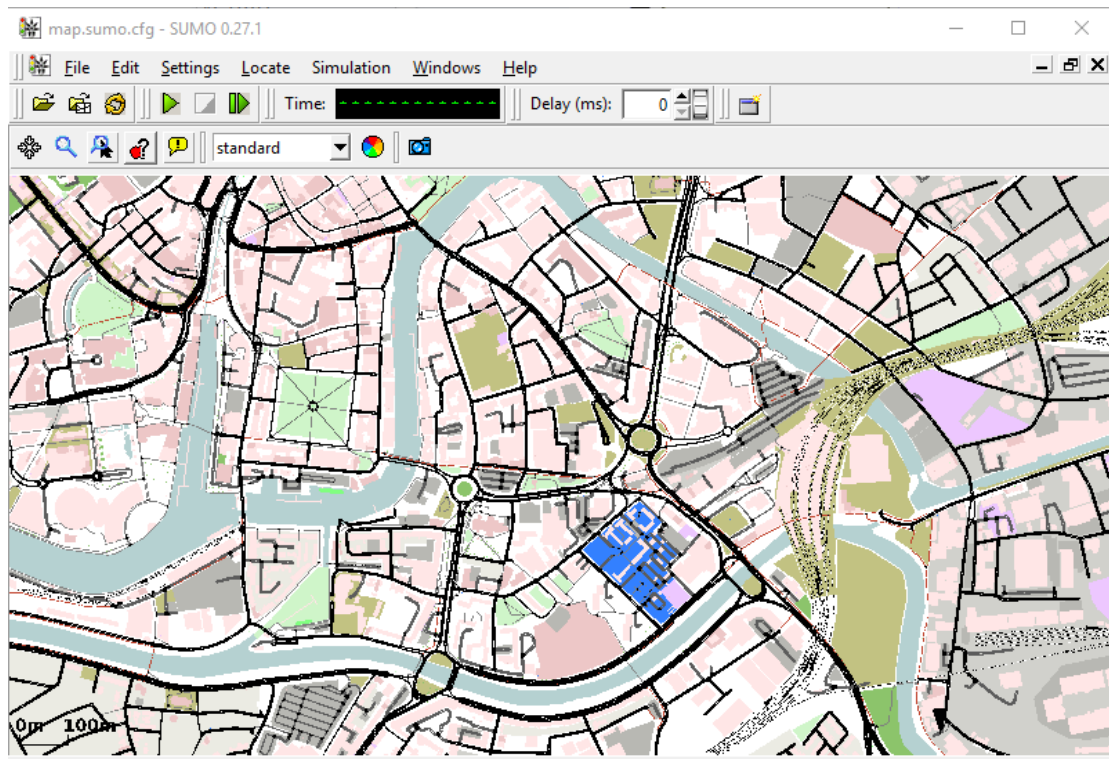 map.sumo.cfg - SUMO 0.27.1
File Edit Settings Locate Simulation Windows Help
Time: Delay (ms): 0
standard
0m 100m